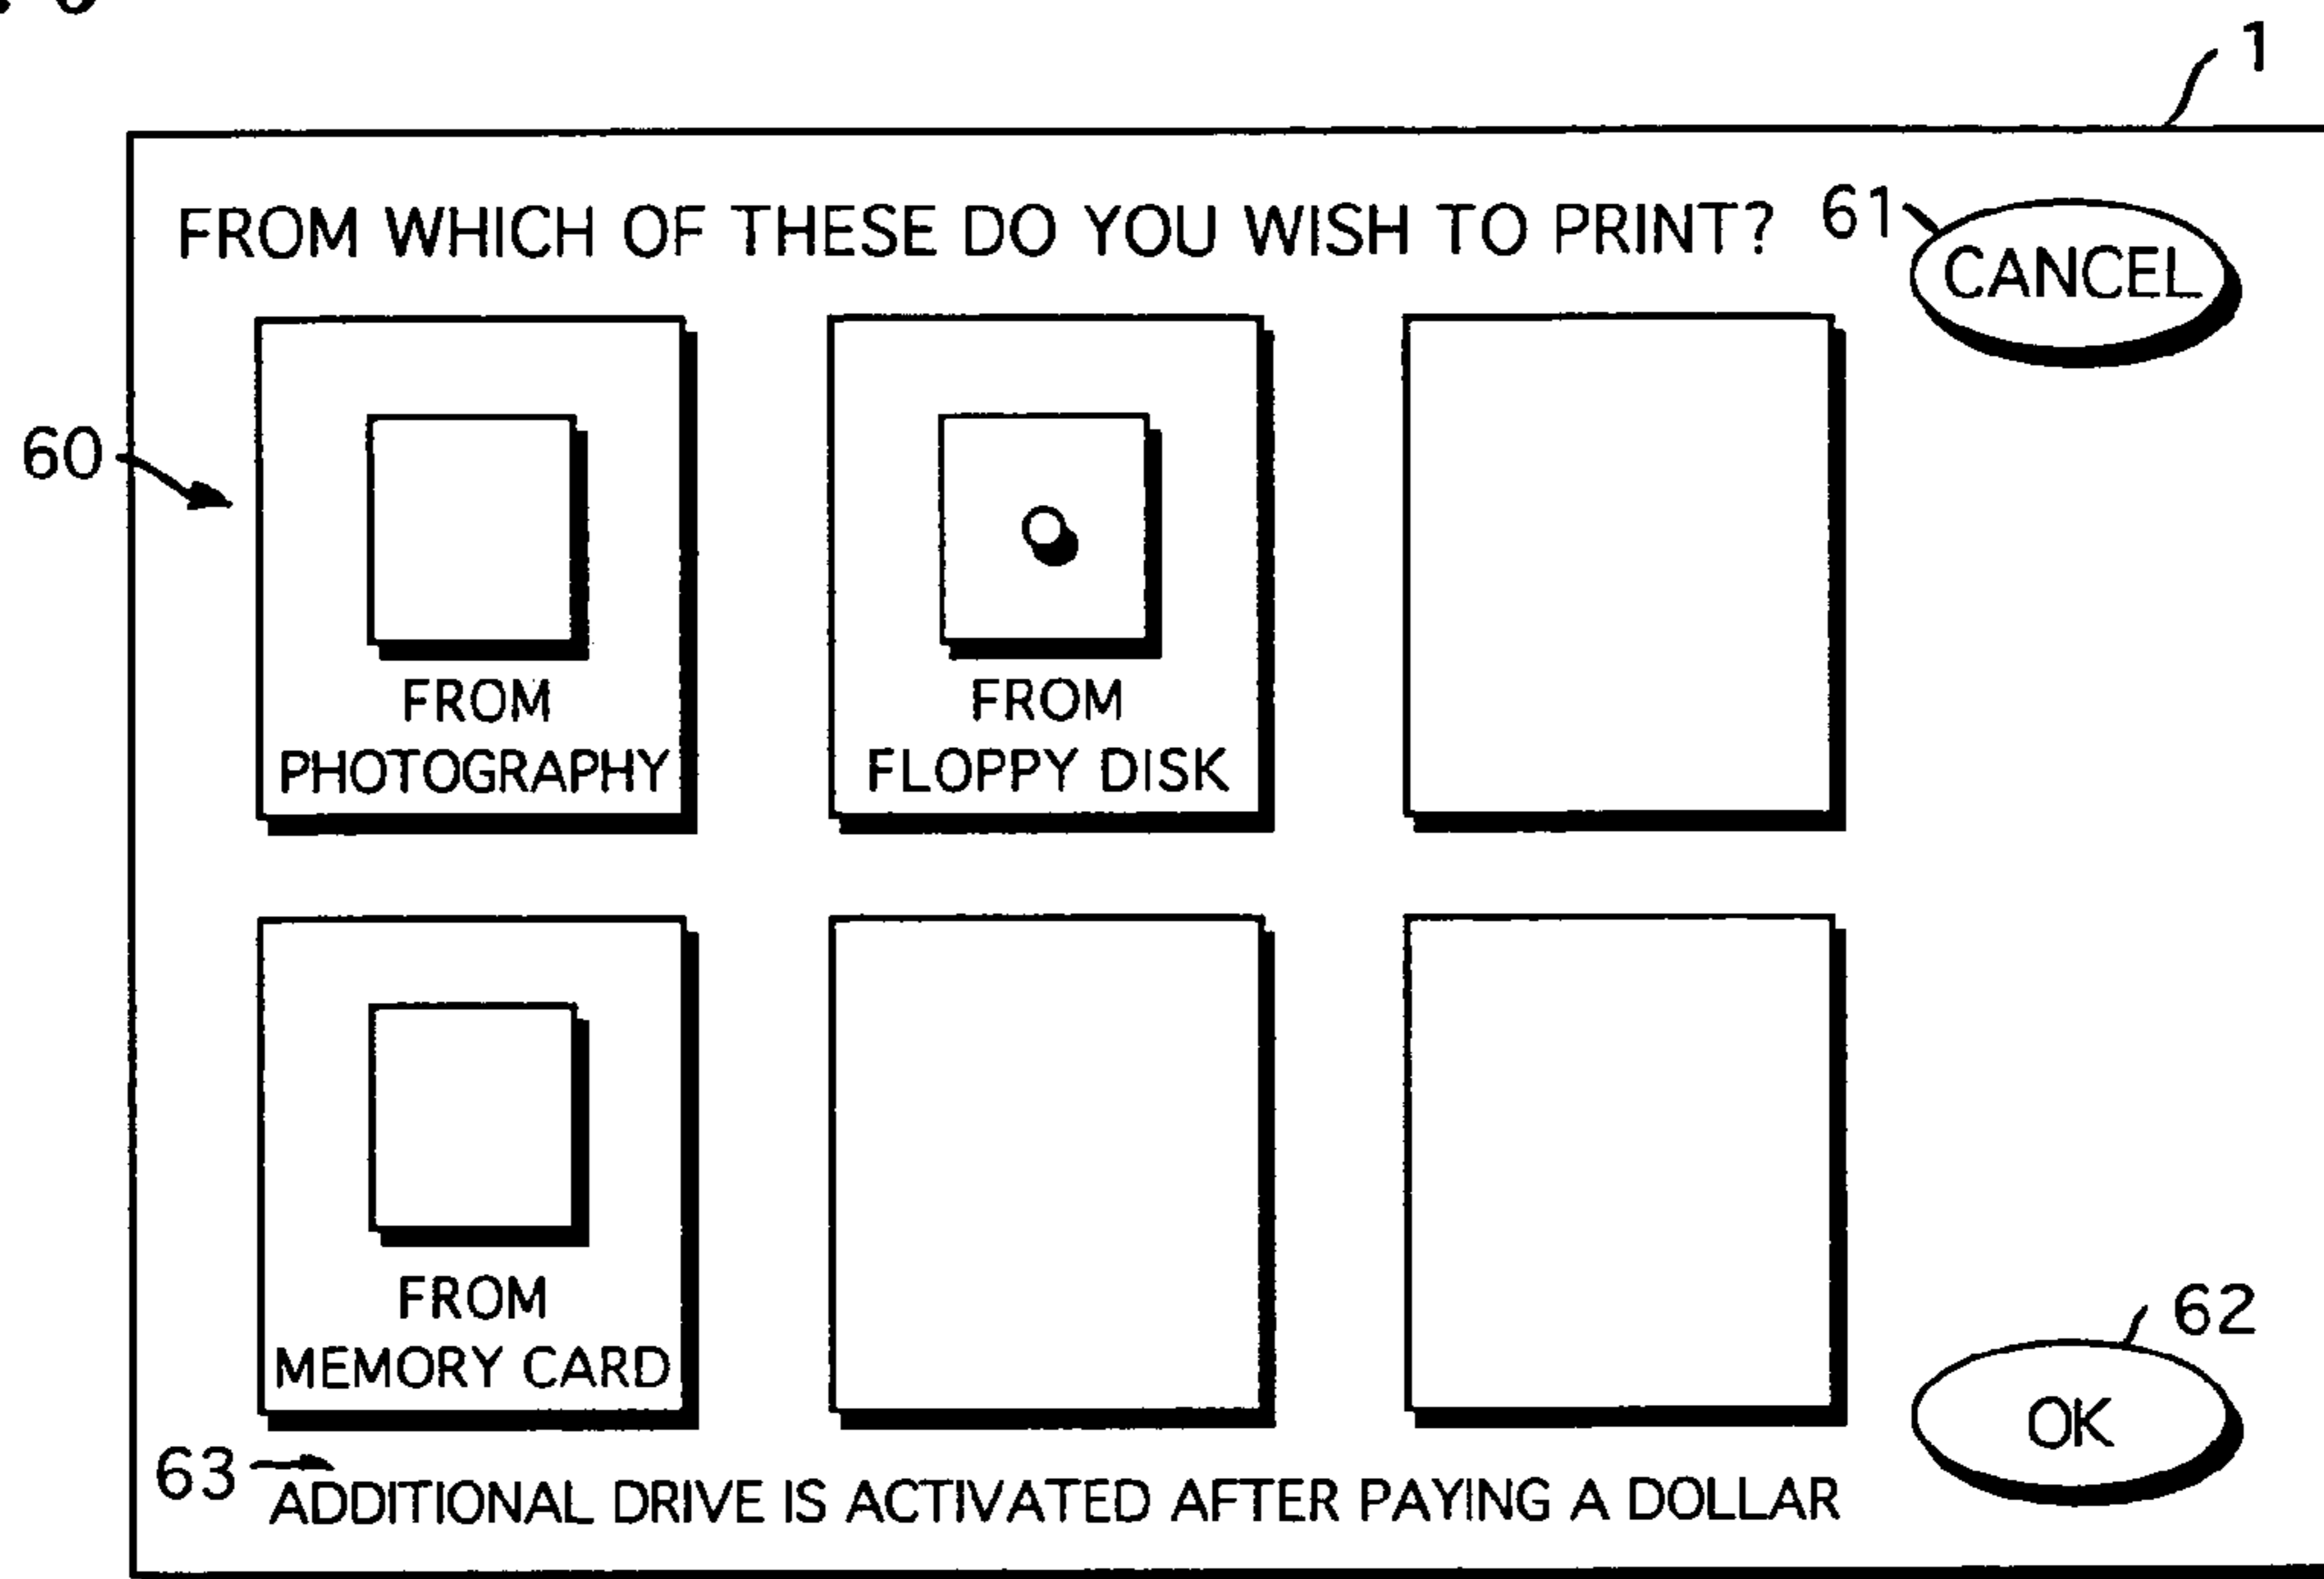 1
FROM WHICH OF THESE DO YOU WISH TO PRINT?
61
CANCEL
60
FROM
PHOTOGRAPHY
FROM
FLOPPY DISK
FROM
MEMORY CARD
62
OK
63
ADDITIONAL DRIVE IS ACTIVATED AFTER PAYING A DOLLAR